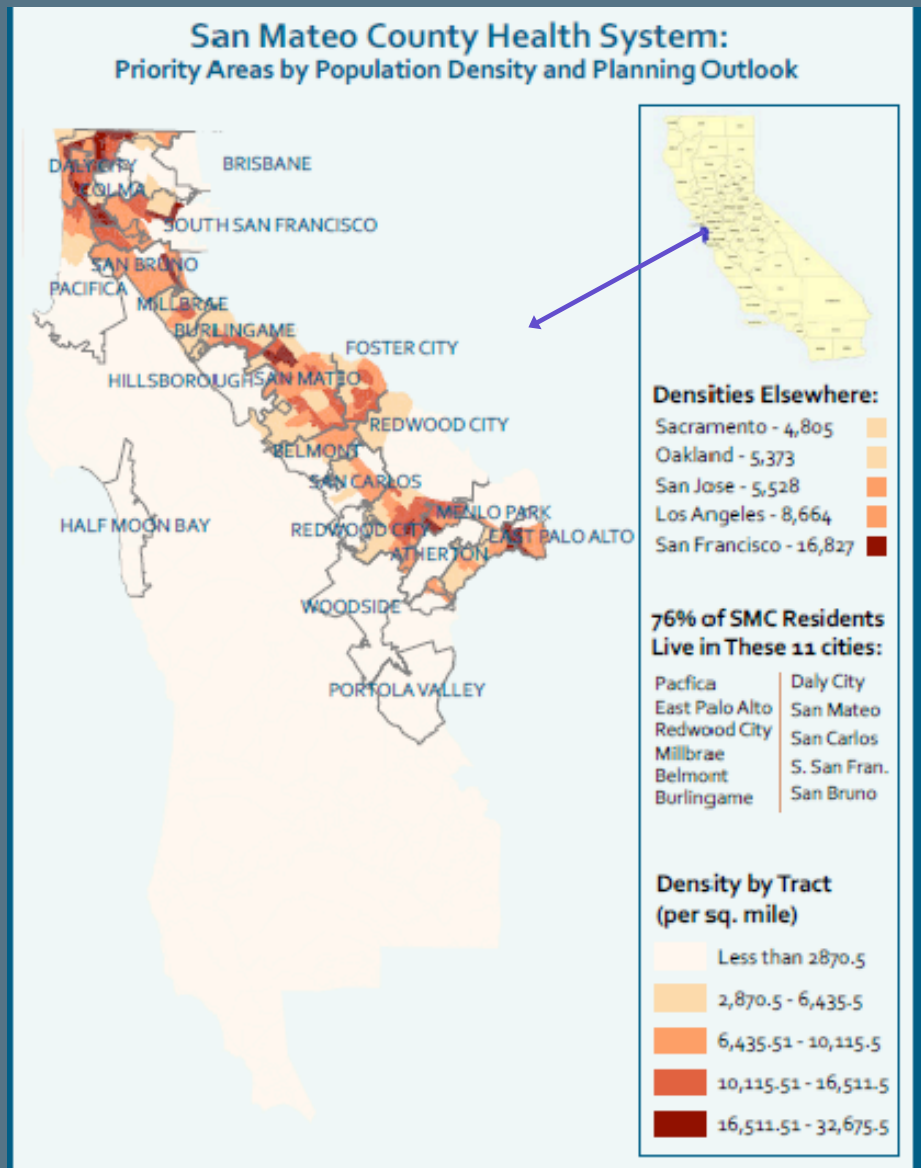 San Mateo County Health System:
Priority Areas by Population Density and Planning Outlook
DALY CITY
BRISBANE
COLMA
SOUTH SAN FRANCISCO
SAN BRUNO
PACIFICA
MILLBRAE
BURLINGAME
FOSTER CITY
HILLSBOROUGH
SAN MATEO
REDWOOD CITY
BELMONT
SAN CARLOS
MENLO PARK
HALF MOON BAY
REDWOOD CITY
EAST PALO ALTO
ATHERTON
WOODSIDE
PORTOLA VALLEY
Densities Elsewhere:
Sacramento - 4,805
Oakland - 5,373
San Jose - 5,528
Los Angeles - 8,664
San Francisco - 16,827
76% of SMC Residents
Live in These 11 cities:
Pacfica
East Palo Alto
Redwood City
Millbrae
Belmont
Burlingame
Daly City
San Mateo
San Carlos
S. San Fran.
San Bruno
Density by Tract
(per sq. mile)
Less than 2870.5
2,870.5 - 6,435.5
6,435.51 - 10,115.5
10,115.51 - 16,511.5
16,511.51 - 32,675.5